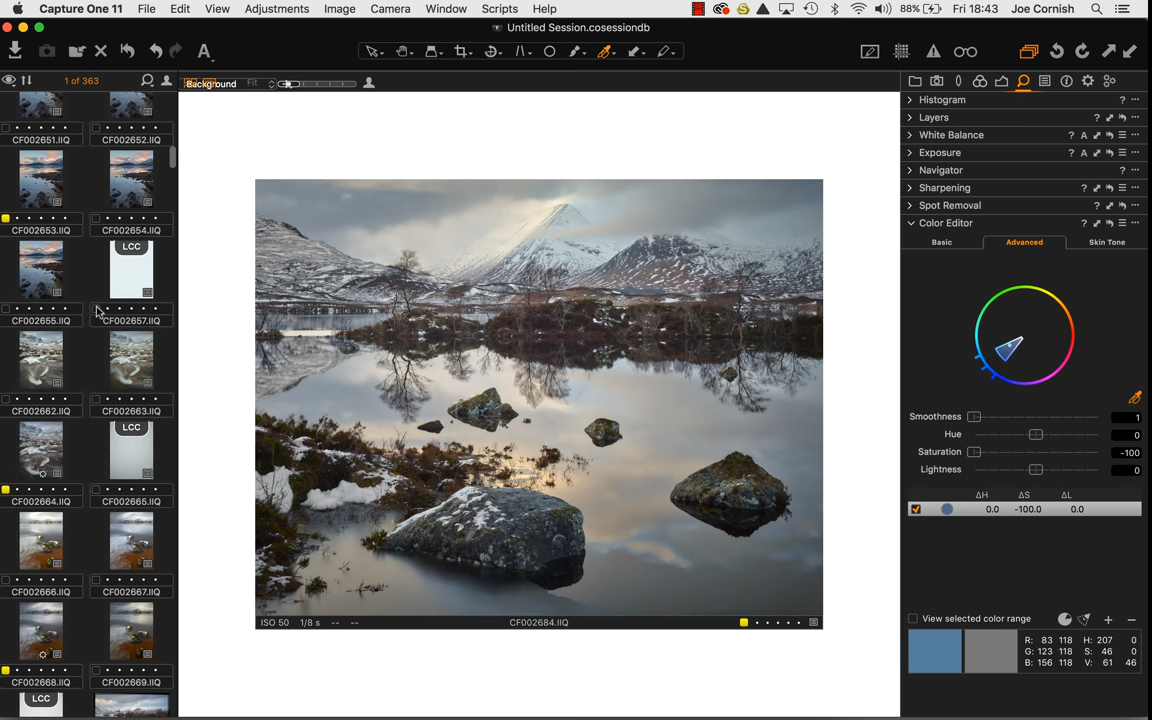 Capture One 11 File Edit View Adjustments Image Camera Window Scripts Help 88% Fri 18:43 Joe Cornish
Untitled Session.cosessiondb
A
1 of 363 Background Fit
Histogram ? ...
CF002651.IIQ CF002652.IIQ
Layers ? ...
White Balance ? A ...
Exposure ? A ...
Navigator ? ...
Sharpening ? ...
Spot Removal ? ...
Color Editor ? ...
CF002653.IIQ CF002654.IIQ
Basic Advanced Skin Tone
LCC
CF002655.IIQ CF002657.IIQ
CF002662.IIQ CF002663.IIQ
Smoothness 1
Hue 0
Saturation -100
Lightness 0
LCC
CF002664.IIQ CF002665.IIQ
ΔH ΔS ΔL
0.0 -100.0 0.0
CF002666.IIQ CF002667.IIQ
ISO 50 1/8 s -- -- CF002684.IIQ
View selected color range
R: 83 118 H: 207 0
G: 123 118 S: 46 0
B: 156 118 V: 61 46
CF002668.IIQ CF002669.IIQ
LCC